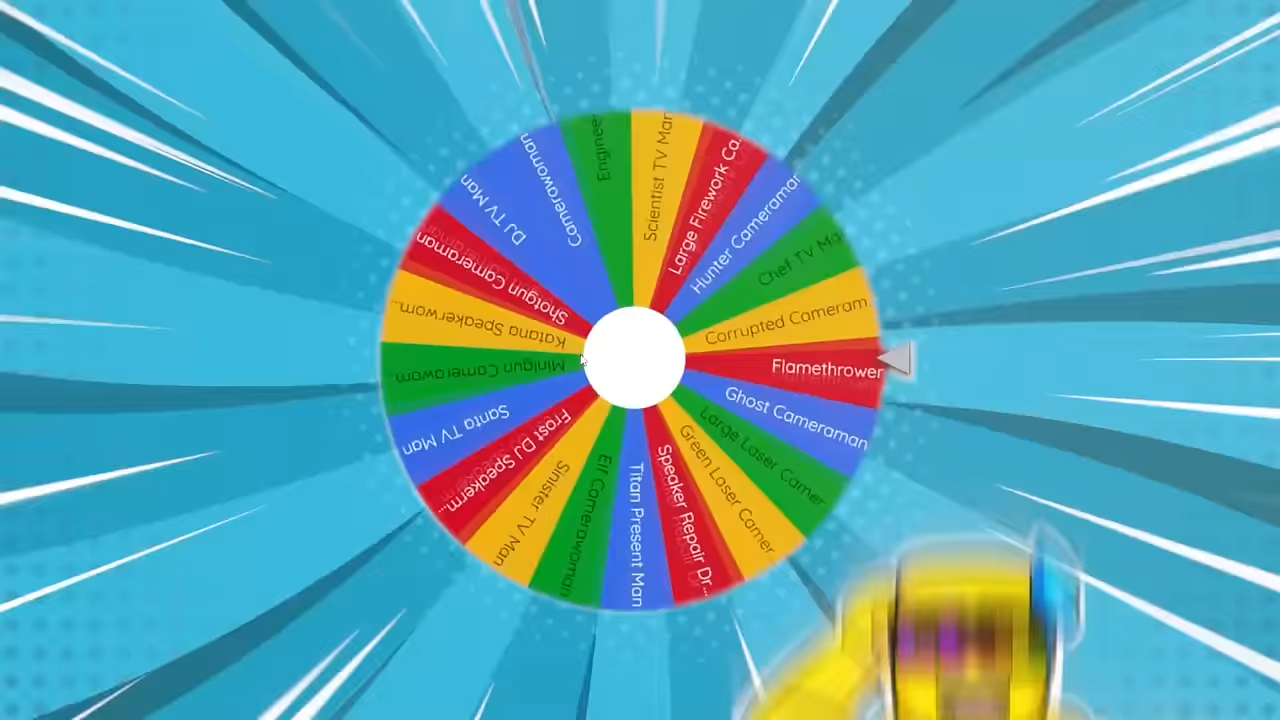 Enginee
Scientist TV Man
Large Firework Ca.
Hunter Cameraman
Chef TV Ma
Corrupted Cameram.
Flamethrower
Ghost Cameraman
Large Laser Camer
Green Laser Camer
Speaker Repair Dr...
Titan Present Man
Elf Camerawoman
Sinister TV Man
Frost DJ Speakerm...
Santa TV Man
Minigun Camerawom
Katana Speakerwom...
Shotgun Cameraman
DJ TV Man
Camerawoman